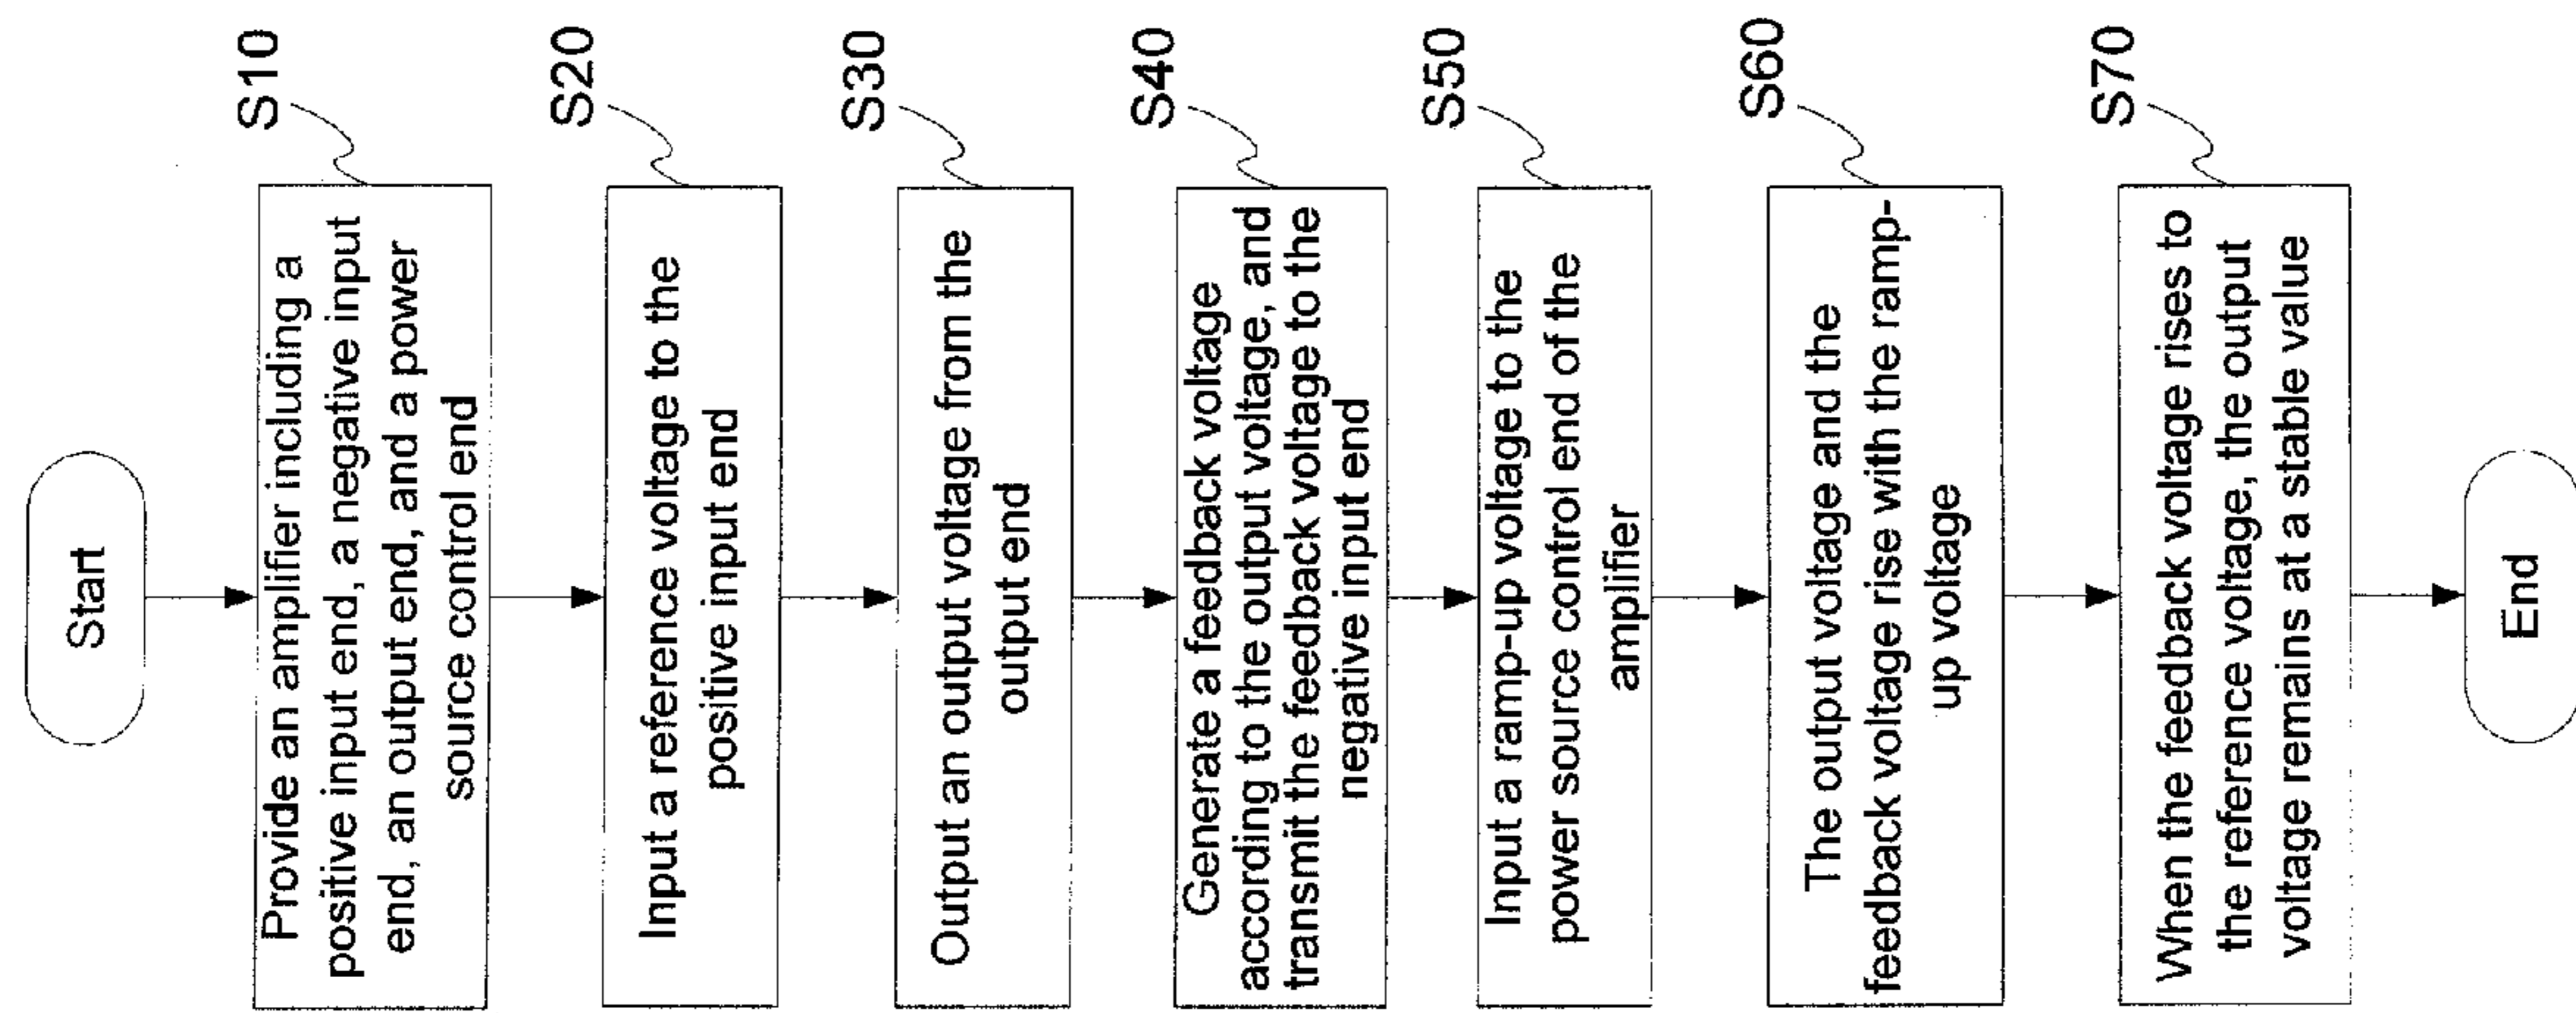 Start
S10
Provide an amplifier including a
positive input end, a negative input
end, an output end, and a power
source control end
S20
Input a reference voltage to the
positive input end
S30
Output an output voltage from the
output end
S40
Generate a feedback voltage
according to the output voltage, and
transmit the feedback voltage to the
negative input end
S50
Input a ramp-up voltage to the
power source control end of the
amplifier
S60
The output voltage and the
feedback voltage rise with the ramp-
up voltage
S70
When the feedback voltage rises to
the reference voltage, the output
voltage remains at a stable value
End